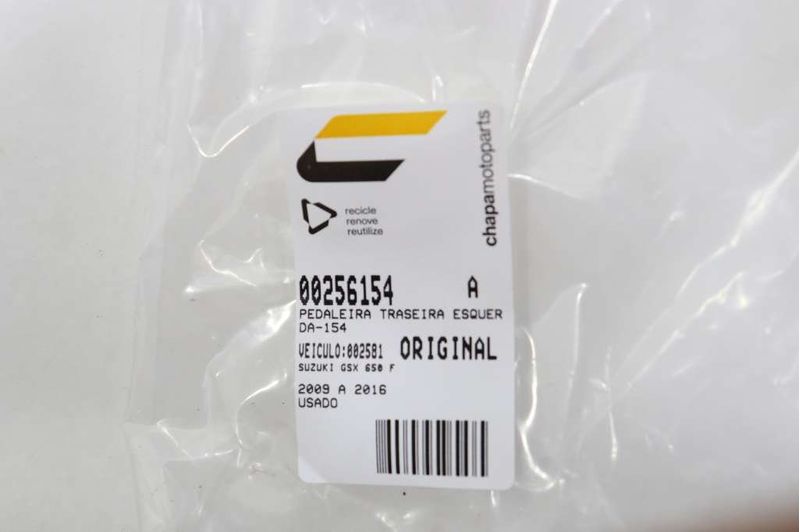 chapamotoparts
recicle
renove
reutilize
00256154 A
PEDALEIRA TRASEIRA ESQUER
DA-154
VEICULO:002581 ORIGINAL
SUZUKI GSX 650 F
2009 A 2016
USADO